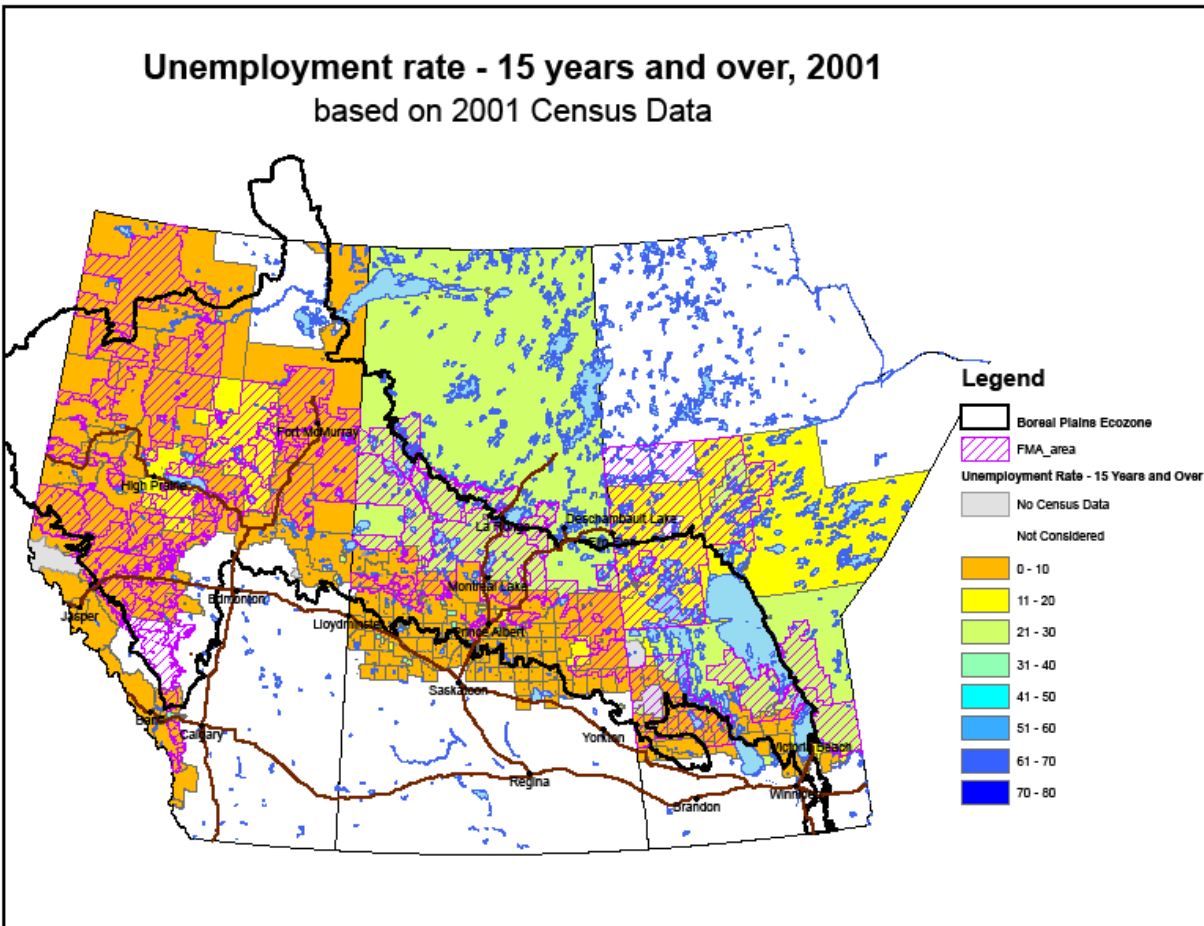 Unemployment rate - 15 years and over, 2001
based on 2001 Census Data
Fort McMurray
High Prairie
La Ronge
Deschambault Lake
Montreal Lake
Jasper
Edmonton
Lloydminster
Prince Albert
Saskatoon
Banff
Calgary
Yorkton
Victoria Beach
Regina
Brandon
Winnipeg
Legend
Boreal Plains Ecozone
FMA_area
Unemployment Rate - 15 Years and Over
No Census Data
Not Considered
0 - 10
11 - 20
21 - 30
31 - 40
41 - 50
51 - 60
61 - 70
70 - 80